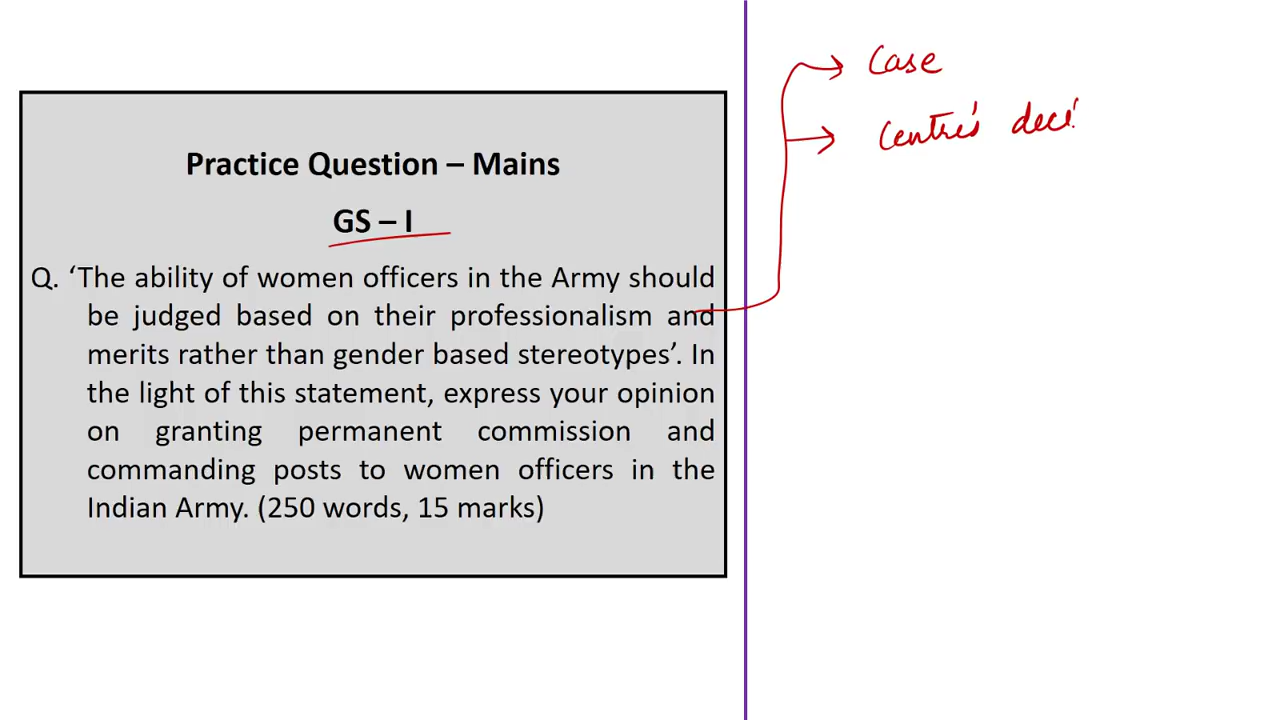 Practice Question – Mains
GS – I
Q. ‘The ability of women officers in the Army should
be judged based on their professionalism and
merits rather than gender based stereotypes’. In
the light of this statement, express your opinion
on granting permanent commission and
commanding posts to women officers in the
Indian Army. (250 words, 15 marks)
Case
Centre's deci